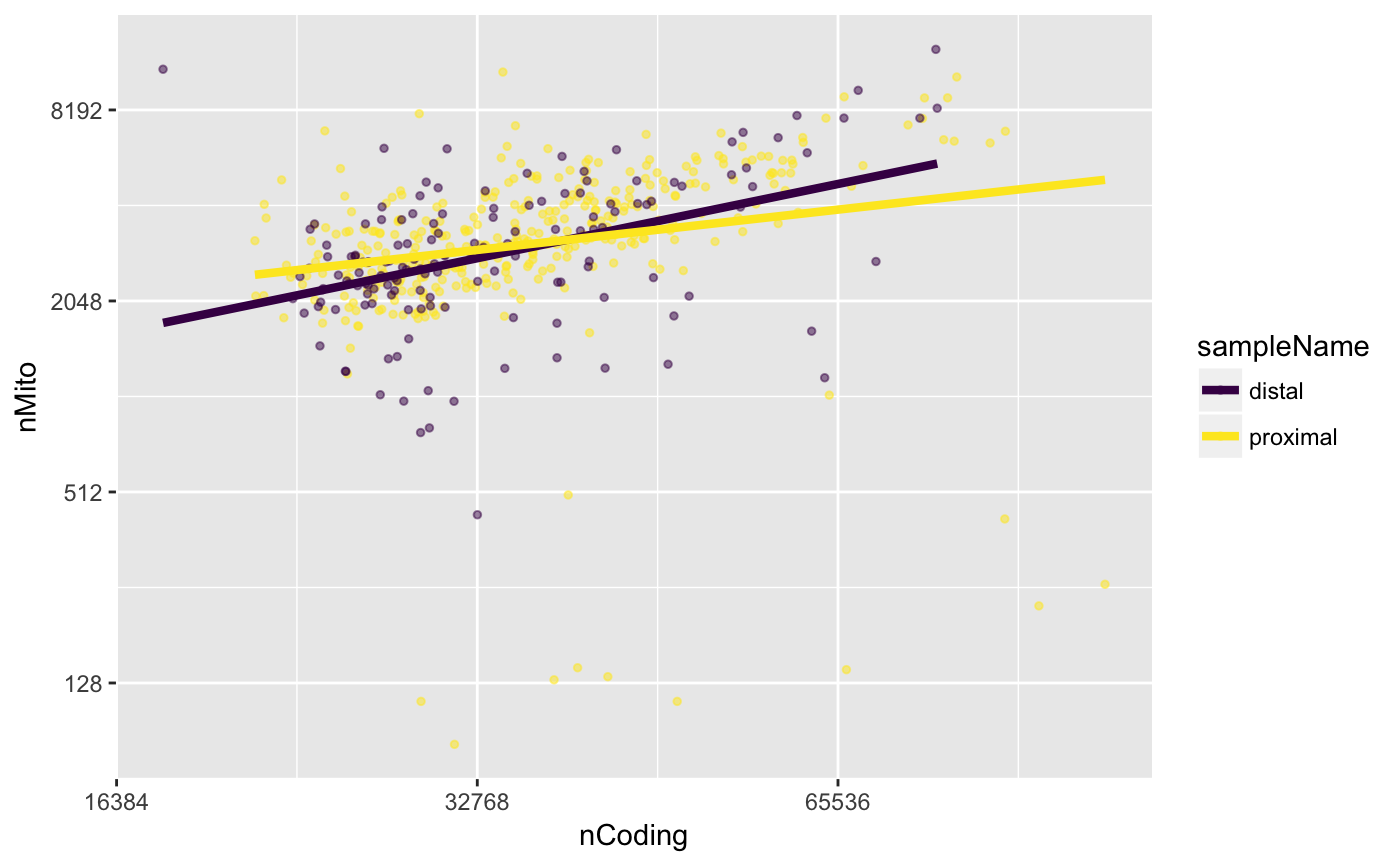 8192
2048
512
128
nMito
16384
32768
65536
nCoding
sampleName
distal
proximal